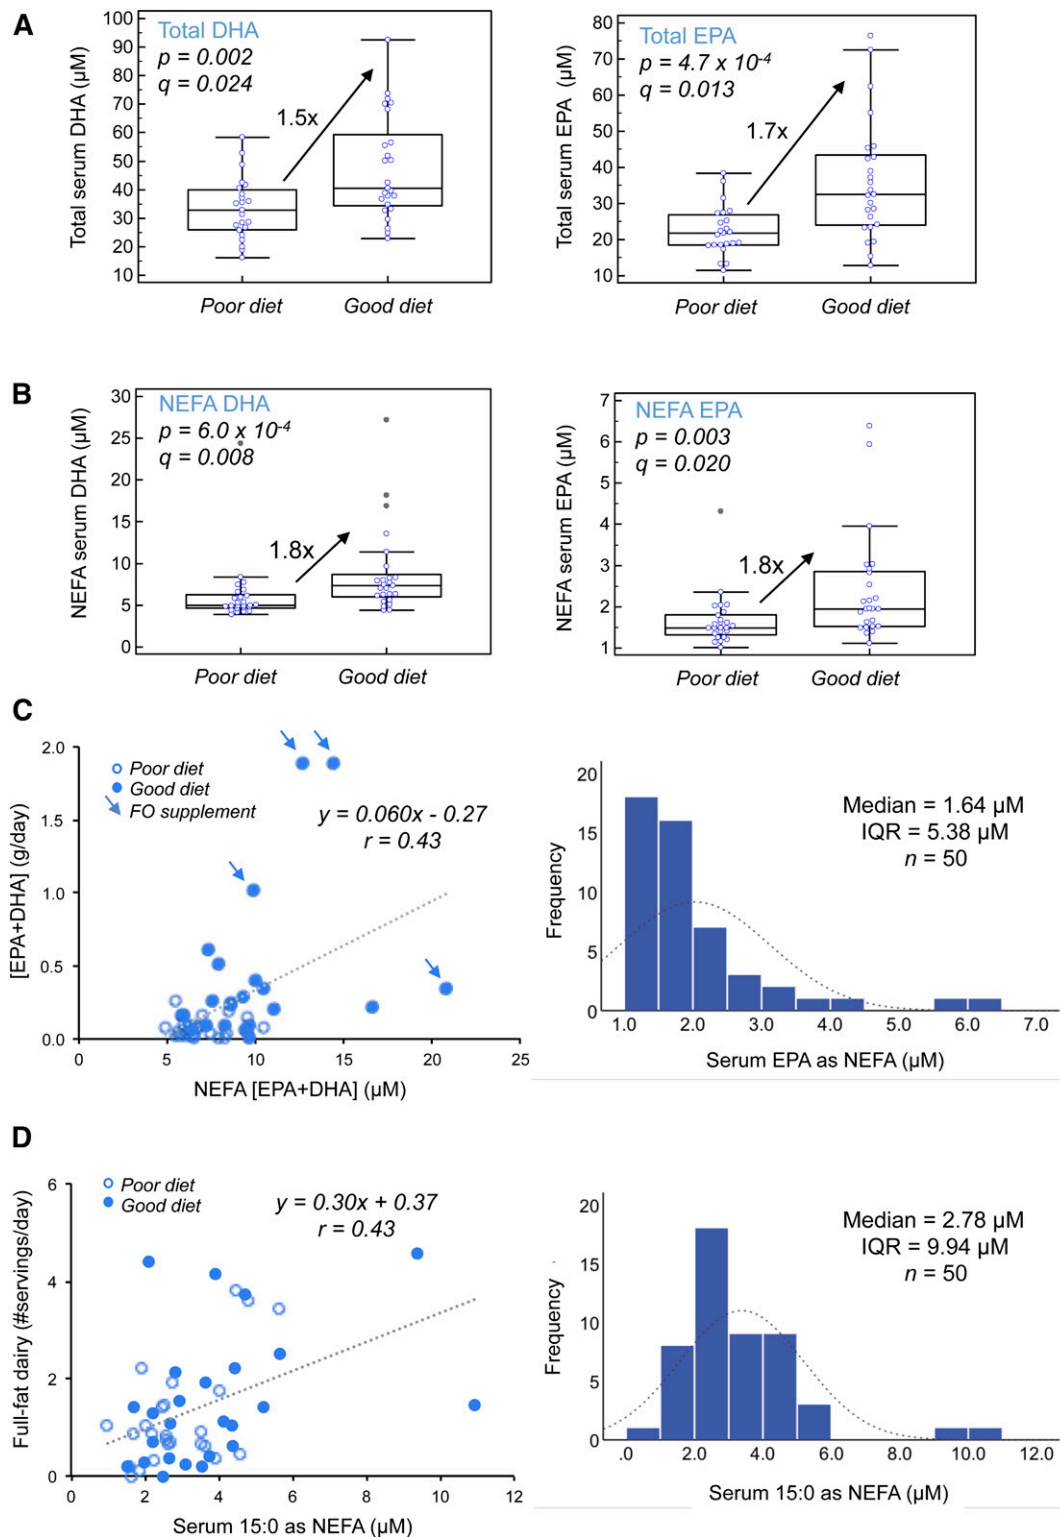 A
Total serum DHA (µM)
100
90
80
70
60
50
40
30
20
10
Total DHA
p = 0.002
q = 0.024
1.5x
Poor diet
Good diet
Total serum EPA (µM)
80
70
60
50
40
30
20
10
Total EPA
p = 4.7 x 10-4
q = 0.013
1.7x
Poor diet
Good diet
B
NEFA serum DHA (µM)
30
25
20
15
10
5
0
NEFA DHA
p = 6.0 x 10-4
q = 0.008
1.8x
Poor diet
Good diet
NEFA serum EPA (µM)
7
6
5
4
3
2
1
NEFA EPA
p = 0.003
q = 0.020
1.8x
Poor diet
Good diet
C
[EPA+DHA] (g/day)
2.0
1.5
1.0
0.5
0.0
Poor diet
Good diet
FO supplement
y = 0.060x - 0.27
r = 0.43
0 5 10 15 20 25
NEFA [EPA+DHA] (µM)
Frequency
20
15
10
5
0
Median = 1.64 µM
IQR = 5.38 µM
n = 50
1.0 2.0 3.0 4.0 5.0 6.0 7.0
Serum EPA as NEFA (µM)
D
Full-fat dairy (#servings/day)
6
4
2
0
Poor diet
Good diet
y = 0.30x + 0.37
r = 0.43
0 2 4 6 8 10 12
Serum 15:0 as NEFA (µM)
Frequency
20
15
10
5
0
Median = 2.78 µM
IQR = 9.94 µM
n = 50
.0 2.0 4.0 6.0 8.0 10.0 12.0
Serum 15:0 as NEFA (µM)